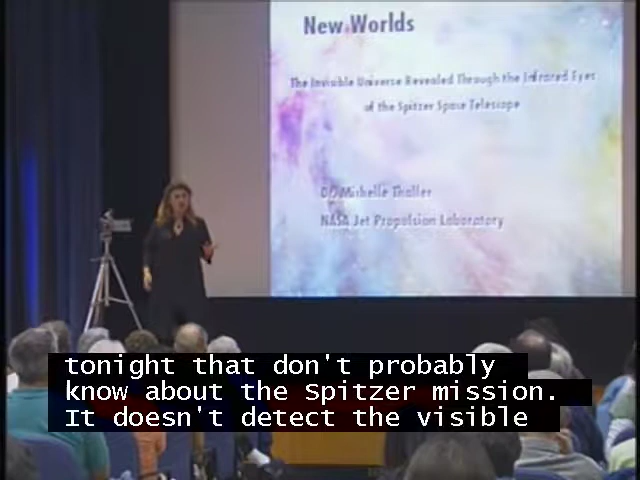 New Worlds
The Invisible Universe Revealed Through the Infrared Eyes
of the Spitzer Space Telescope
Dr. Michelle Thaller
NASA Jet Propulsion Laboratory
tonight that don't probably
know about the Spitzer mission.
It doesn't detect the visible